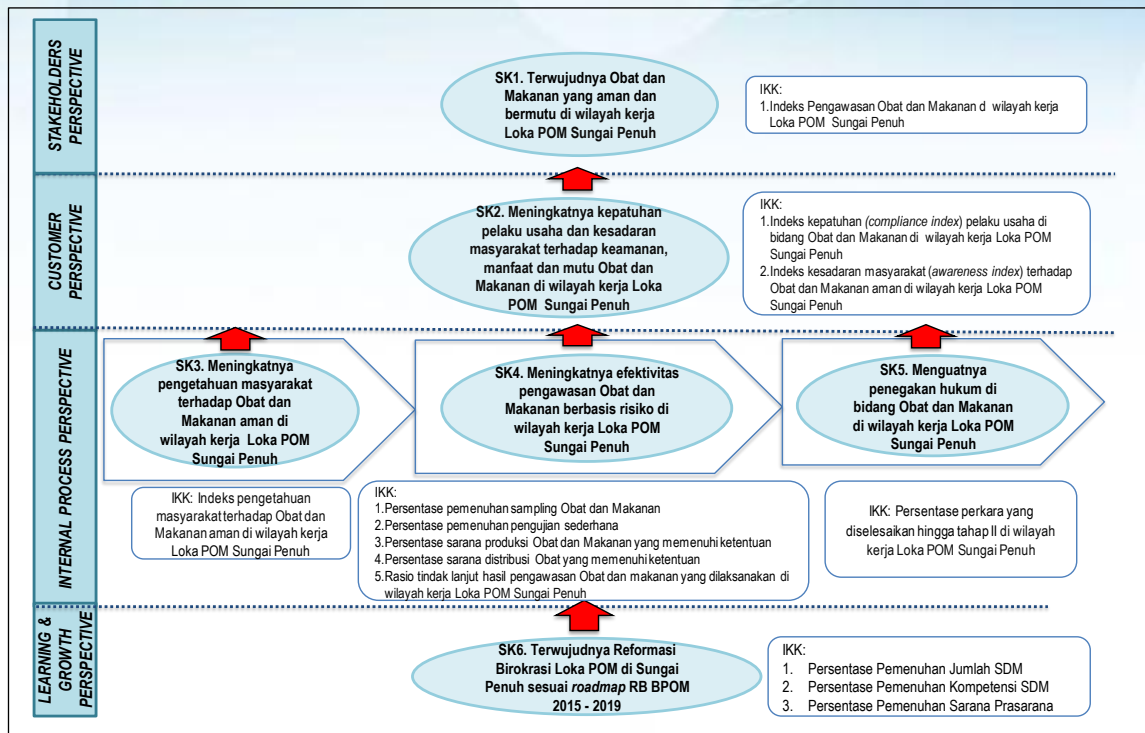 STAKEHOLDERS
PERSPECTIVE
SK1. Terwujudnya Obat dan
Makanan yang aman dan
bermutu di wilayah kerja
Loka POM Sungai Penuh
IKK:
1.Indeks Pengawasan Obat dan Makanan d wilayah kerja
Loka POM Sungai Penuh
CUSTOMER
PERSPECTIVE
SK2. Meningkatnya kepatuhan
pelaku usaha dan kesadaran
masyarakat terhadap keamanan,
manfaat dan mutu Obat dan
Makanan di wilayah kerja Loka
POM Sungai Penuh
IKK:
1.Indeks kepatuhan (compliance index) pelaku usaha di
bidang Obat dan Makanan di wilayah kerja Loka POM
Sungai Penuh
2.Indeks kesadaran masyarakat (awareness index) terhadap
Obat dan Makanan aman di wilayah kerja Loka POM
Sungai Penuh
INTERNAL PROCESS PERSPECTIVE
SK3. Meningkatnya
pengetahuan masyarakat
terhadap Obat dan
Makanan aman di
wilayah kerja Loka POM
Sungai Penuh
SK4. Meningkatnya efektivitas
pengawasan Obat dan
Makanan berbasis risiko di
wilayah kerja Loka POM
Sungai Penuh
SK5. Menguatnya
penegakan hukum di
bidang Obat dan Makanan
di wilayah kerja Loka POM
Sungai Penuh
IKK: Indeks pengetahuan
masyarakat terhadap Obat dan
Makanan aman di wilayah kerja
Loka POM Sungai Penuh
IKK:
1.Persentase pemenuhan sampling Obat dan Makanan
2.Persentase pemenuhan pengujian sederhana
3.Persentase sarana produksi Obat dan Makanan yang memenuhi ketentuan
4.Persentase sarana distribusi Obat yang memenuhi ketentuan
5.Rasio tindak lanjut hasil pengawasan Obat dan makanan yang dilaksanakan di
wilayah kerja Loka POM Sungai Penuh
IKK: Persentase perkara yang
diselesaikan hingga tahap II di wilayah
kerja Loka POM Sungai Penuh
LEARNING &
GROWTH
PERSPECTIVE
SK6. Terwujudnya Reformasi
Birokrasi Loka POM di Sungai
Penuh sesuai roadmap RB BPOM
2015 - 2019
IKK:
1. Persentase Pemenuhan Jumlah SDM
2. Persentase Pemenuhan Kompetensi SDM
3. Persentase Pemenuhan Sarana Prasarana